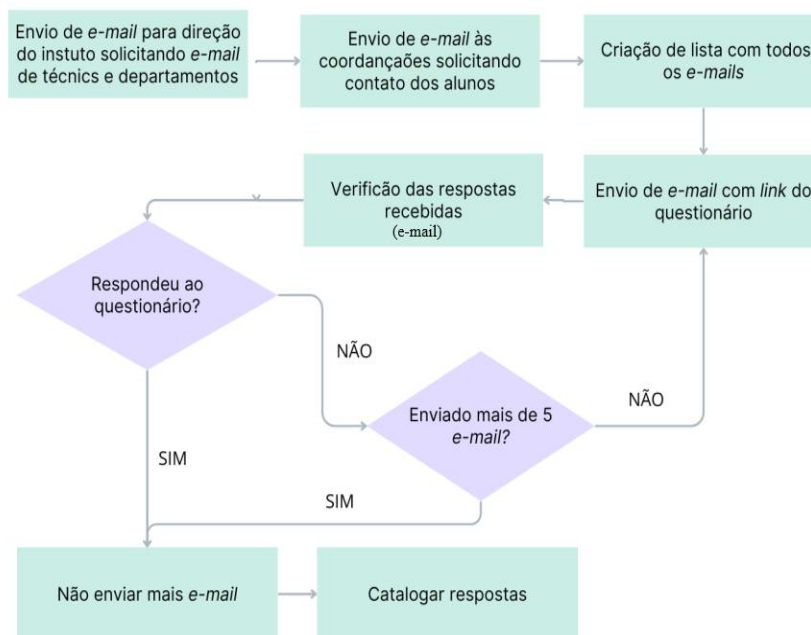 Envio de e-mail para direção
do instuto solicitando e-mail
de técnics e departamentos
Envio de e-mail às
coordançaões solicitando
contato dos alunos
Criação de lista com todos
os e-mails
Verificão das respostas
recebidas
(e-mail)
Envio de e-mail com link do
questionário
Respondeu ao
questionário?
NÃO
Enviado mais de 5
e-mail?
NÃO
SIM
SIM
Não enviar mais e-mail
Catalogar respostas